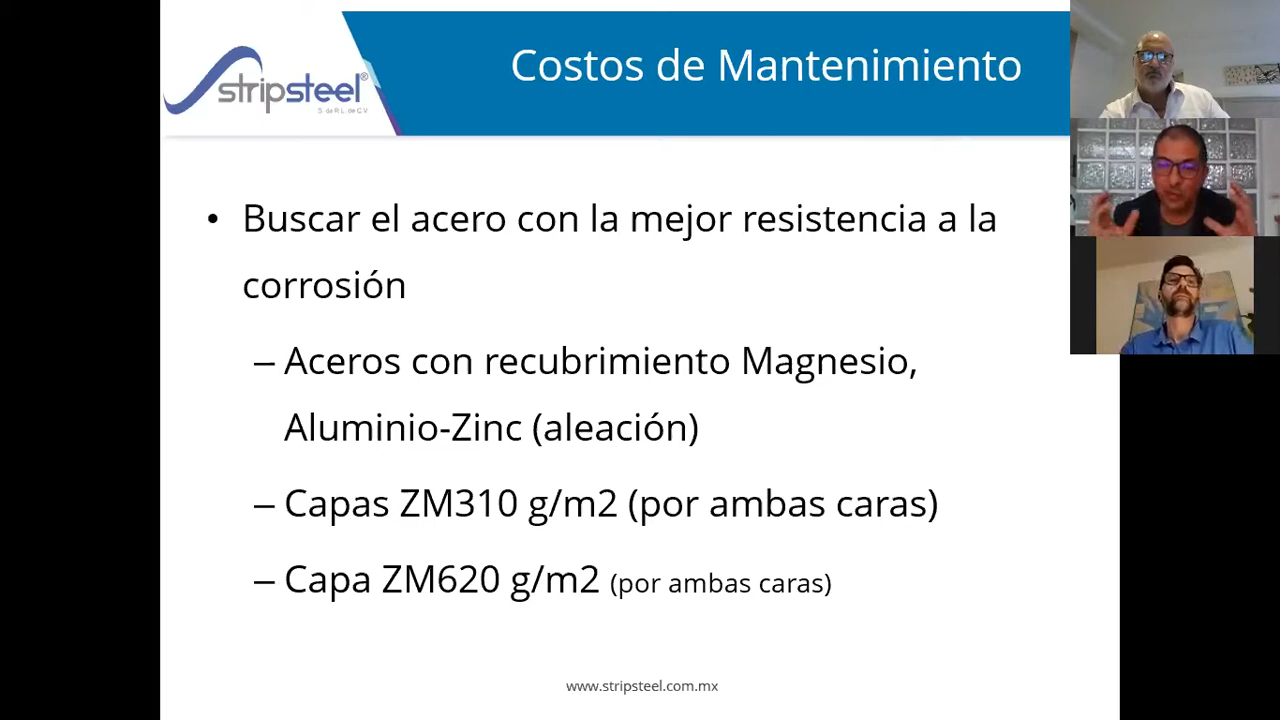 stripsteel®
S de R.L. de C.V.
Costos de Mantenimiento
• Buscar el acero con la mejor resistencia a la
corrosión
– Aceros con recubrimiento Magnesio,
Aluminio-Zinc (aleación)
– Capas ZM310 g/m2 (por ambas caras)
– Capa ZM620 g/m2 (por ambas caras)
www.stripsteel.com.mx